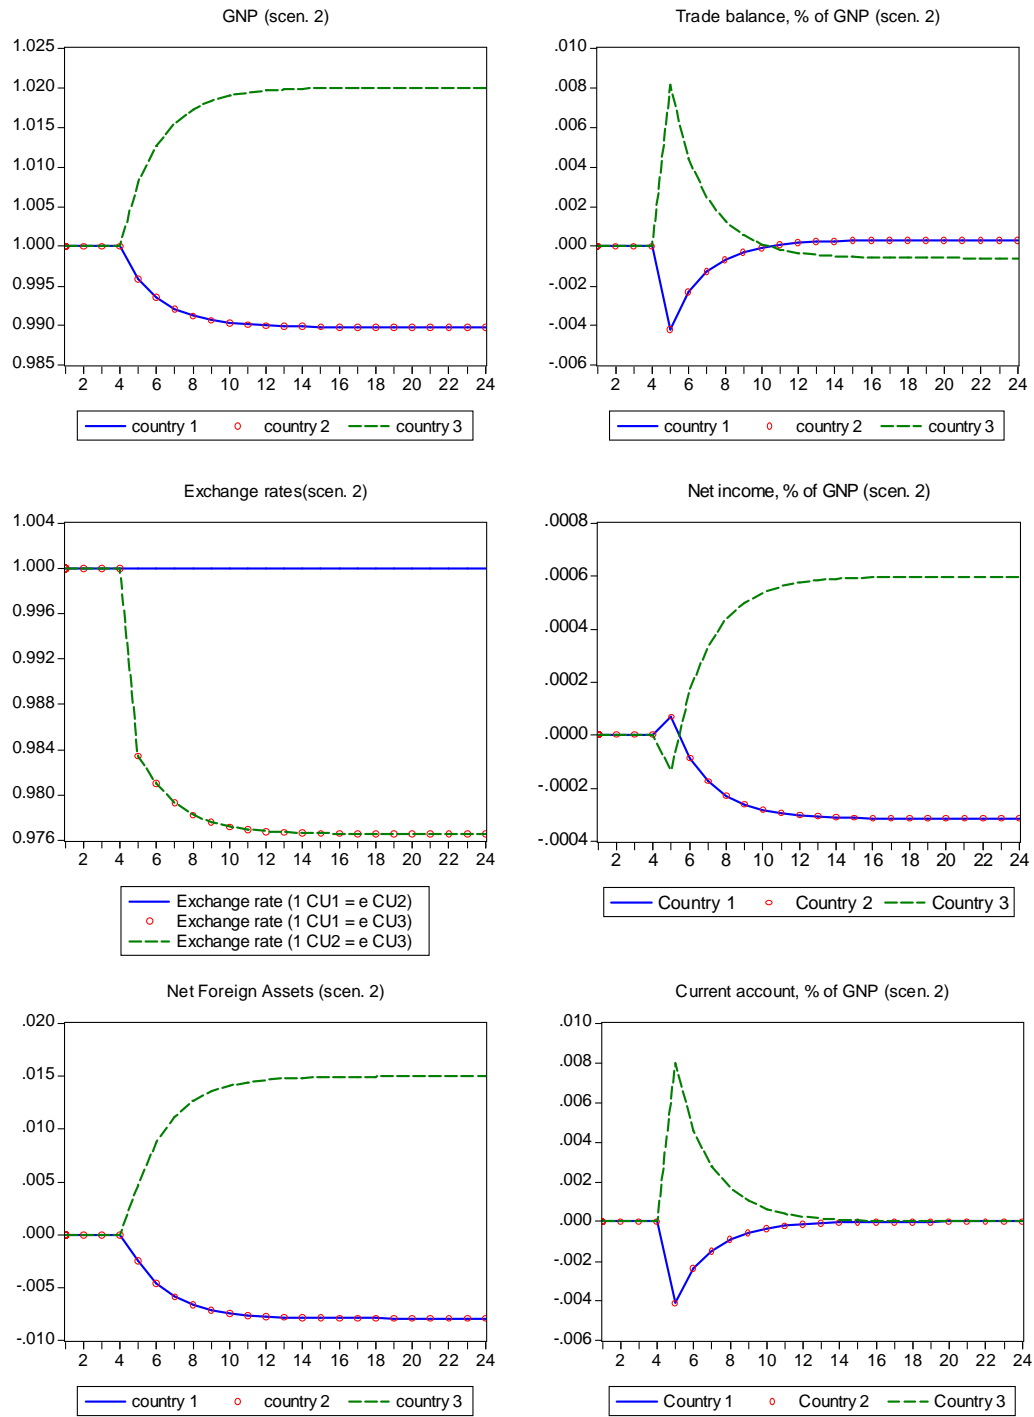 GNP (scen. 2)
1.025
1.020
1.015
1.010
1.005
1.000
0.995
0.990
0.985
2 4 6 8 10 12 14 16 18 20 22 24
country 1 country 2 country 3
Trade balance, % of GNP (scen. 2)
.010
.008
.006
.004
.002
.000
-.002
-.004
-.006
2 4 6 8 10 12 14 16 18 20 22 24
country 1 country 2 country 3
Exchange rates(scen. 2)
1.004
1.000
0.996
0.992
0.988
0.984
0.980
0.976
2 4 6 8 10 12 14 16 18 20 22 24
Exchange rate (1 CU1 = e CU2)
Exchange rate (1 CU1 = e CU3)
Exchange rate (1 CU2 = e CU3)
Net income, % of GNP (scen. 2)
.0008
.0006
.0004
.0002
.0000
-.0002
-.0004
2 4 6 8 10 12 14 16 18 20 22 24
Country 1 Country 2 Country 3
Net Foreign Assets (scen. 2)
.020
.015
.010
.005
.000
-.005
-.010
2 4 6 8 10 12 14 16 18 20 22 24
country 1 country 2 country 3
Current account, % of GNP (scen. 2)
.010
.008
.006
.004
.002
.000
-.002
-.004
-.006
2 4 6 8 10 12 14 16 18 20 22 24
Country 1 Country 2 Country 3